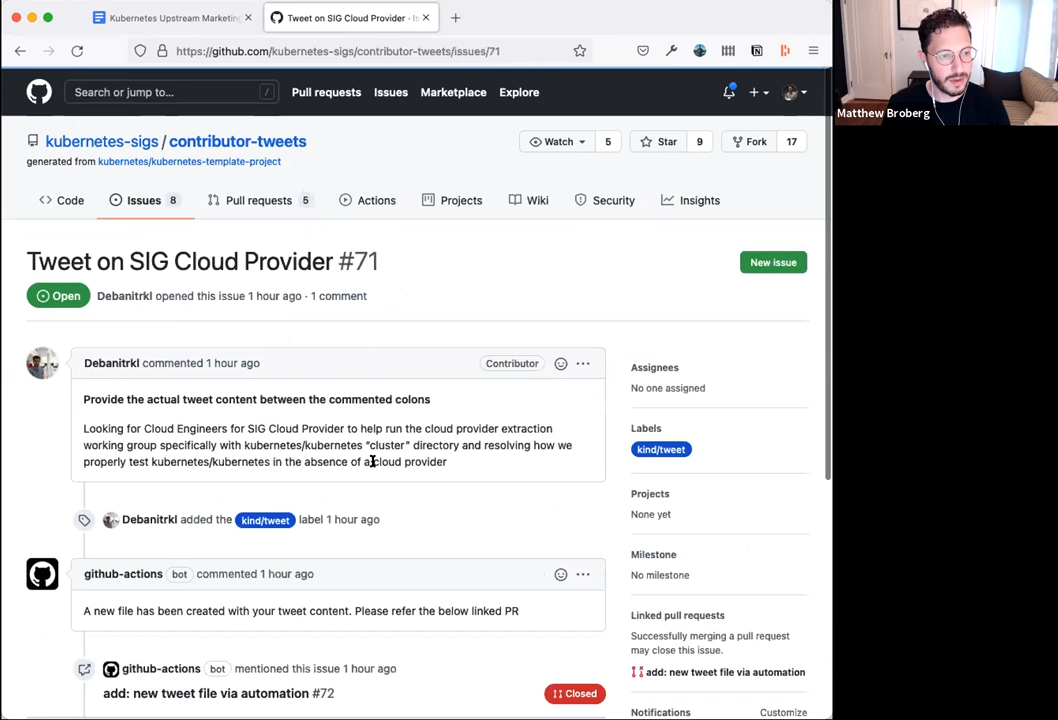 Kubernetes Upstream Marketing
Tweet on SIG Cloud Provider · Is
https://github.com/kubernetes-sigs/contributor-tweets/issues/71
Search or jump to...
/
Pull requests
Issues
Marketplace
Explore
Matthew Broberg
kubernetes-sigs / contributor-tweets
generated from kubernetes/kubernetes-template-project
Watch 5
Star 9
Fork 17
Code
Issues 8
Pull requests 5
Actions
Projects
Wiki
Security
Insights
Tweet on SIG Cloud Provider #71
New issue
Open
Debanitrkl opened this issue 1 hour ago · 1 comment
Debanitrkl commented 1 hour ago
Contributor
Provide the actual tweet content between the commented colons
Looking for Cloud Engineers for SIG Cloud Provider to help run the cloud provider extraction
working group specifically with kubernetes/kubernetes “cluster” directory and resolving how we
properly test kubernetes/kubernetes in the absence of a cloud provider
Debanitrkl added the kind/tweet label 1 hour ago
github-actions bot commented 1 hour ago
A new file has been created with your tweet content. Please refer the below linked PR
github-actions bot mentioned this issue 1 hour ago
add: new tweet file via automation #72
Closed
Assignees
No one assigned
Labels
kind/tweet
Projects
None yet
Milestone
No milestone
Linked pull requests
Successfully merging a pull request
may close this issue.
add: new tweet file via automation
Notifications
Customize